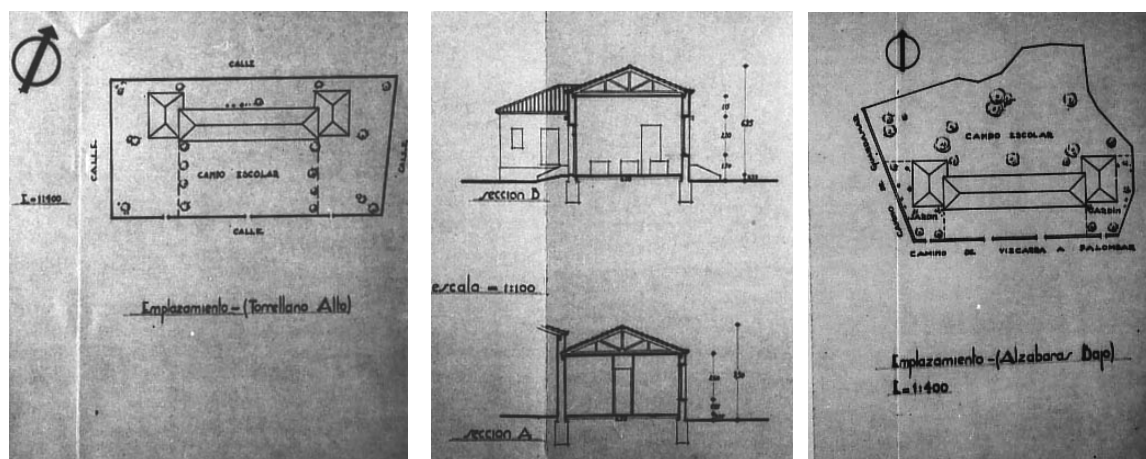 CALLE
CALLE
CALLE
CAMPO ESCOLAR
E=1:400
CALLE
Emplazamiento-(Torrellano Alto)
seccion B
escala = 1:100
seccion A
CAMPO ESCOLAR
JARDIN
JARDIN
CAMINO DE VIZCARRA A PALOMBAR
Emplazamiento-(Alzabaras Bajo)
E=1:400